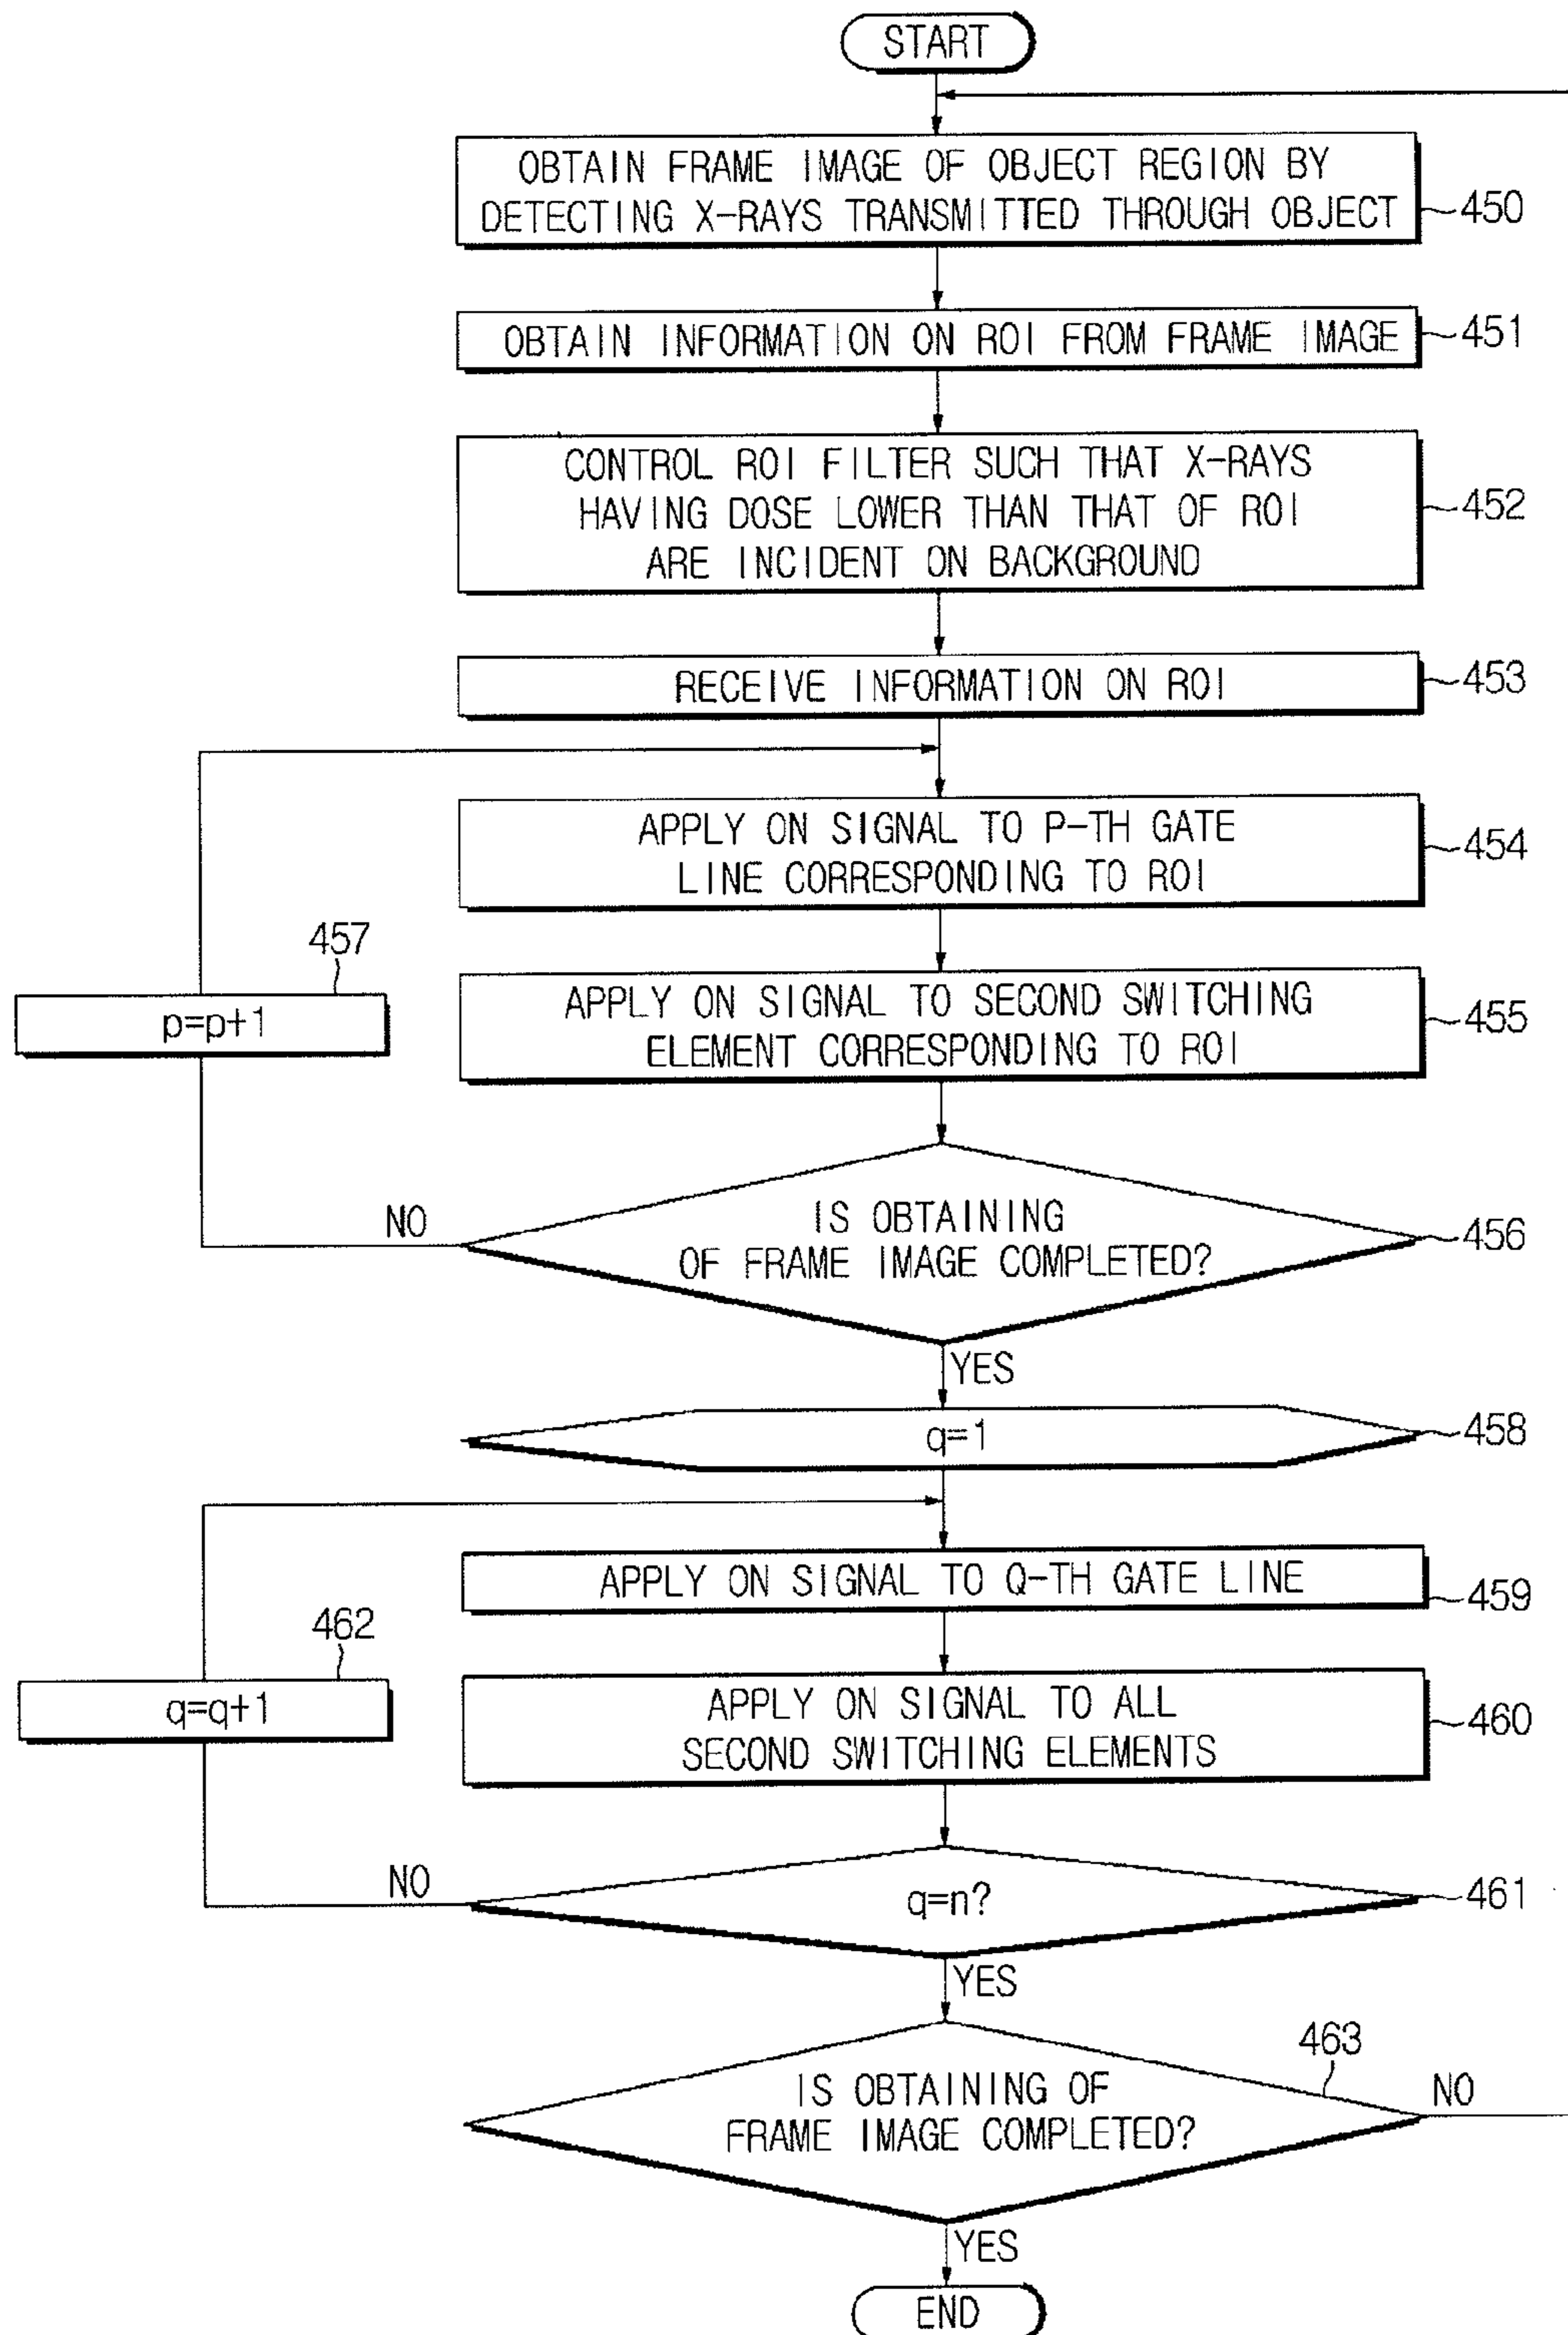 START
OBTAIN FRAME IMAGE OF OBJECT REGION BY
DETECTING X-RAYS TRANSMITTED THROUGH OBJECT
450
OBTAIN INFORMATION ON ROI FROM FRAME IMAGE
451
CONTROL ROI FILTER SUCH THAT X-RAYS
HAVING DOSE LOWER THAN THAT OF ROI
ARE INCIDENT ON BACKGROUND
452
RECEIVE INFORMATION ON ROI
453
APPLY ON SIGNAL TO P-TH GATE
LINE CORRESPONDING TO ROI
454
457
p=p+1
APPLY ON SIGNAL TO SECOND SWITCHING
ELEMENT CORRESPONDING TO ROI
455
NO
IS OBTAINING
OF FRAME IMAGE COMPLETED?
456
YES
q=1
458
APPLY ON SIGNAL TO Q-TH GATE LINE
459
462
q=q+1
APPLY ON SIGNAL TO ALL
SECOND SWITCHING ELEMENTS
460
NO
q=n?
461
YES
463
IS OBTAINING OF
FRAME IMAGE COMPLETED?
NO
YES
END